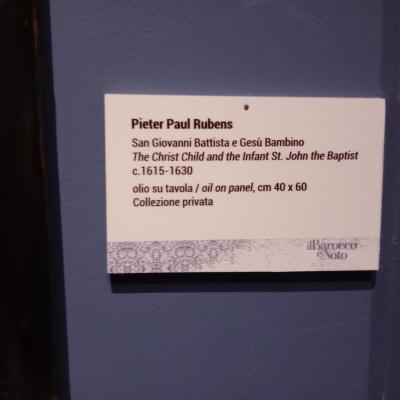 Pieter Paul Rubens
San Giovanni Battista e Gesù Bambino
The Christ Child and the Infant St. John the Baptist
c.1615-1630
olio su tavola / oil on panel, cm 40 x 60
Collezione privata
il Barocco
è Noto